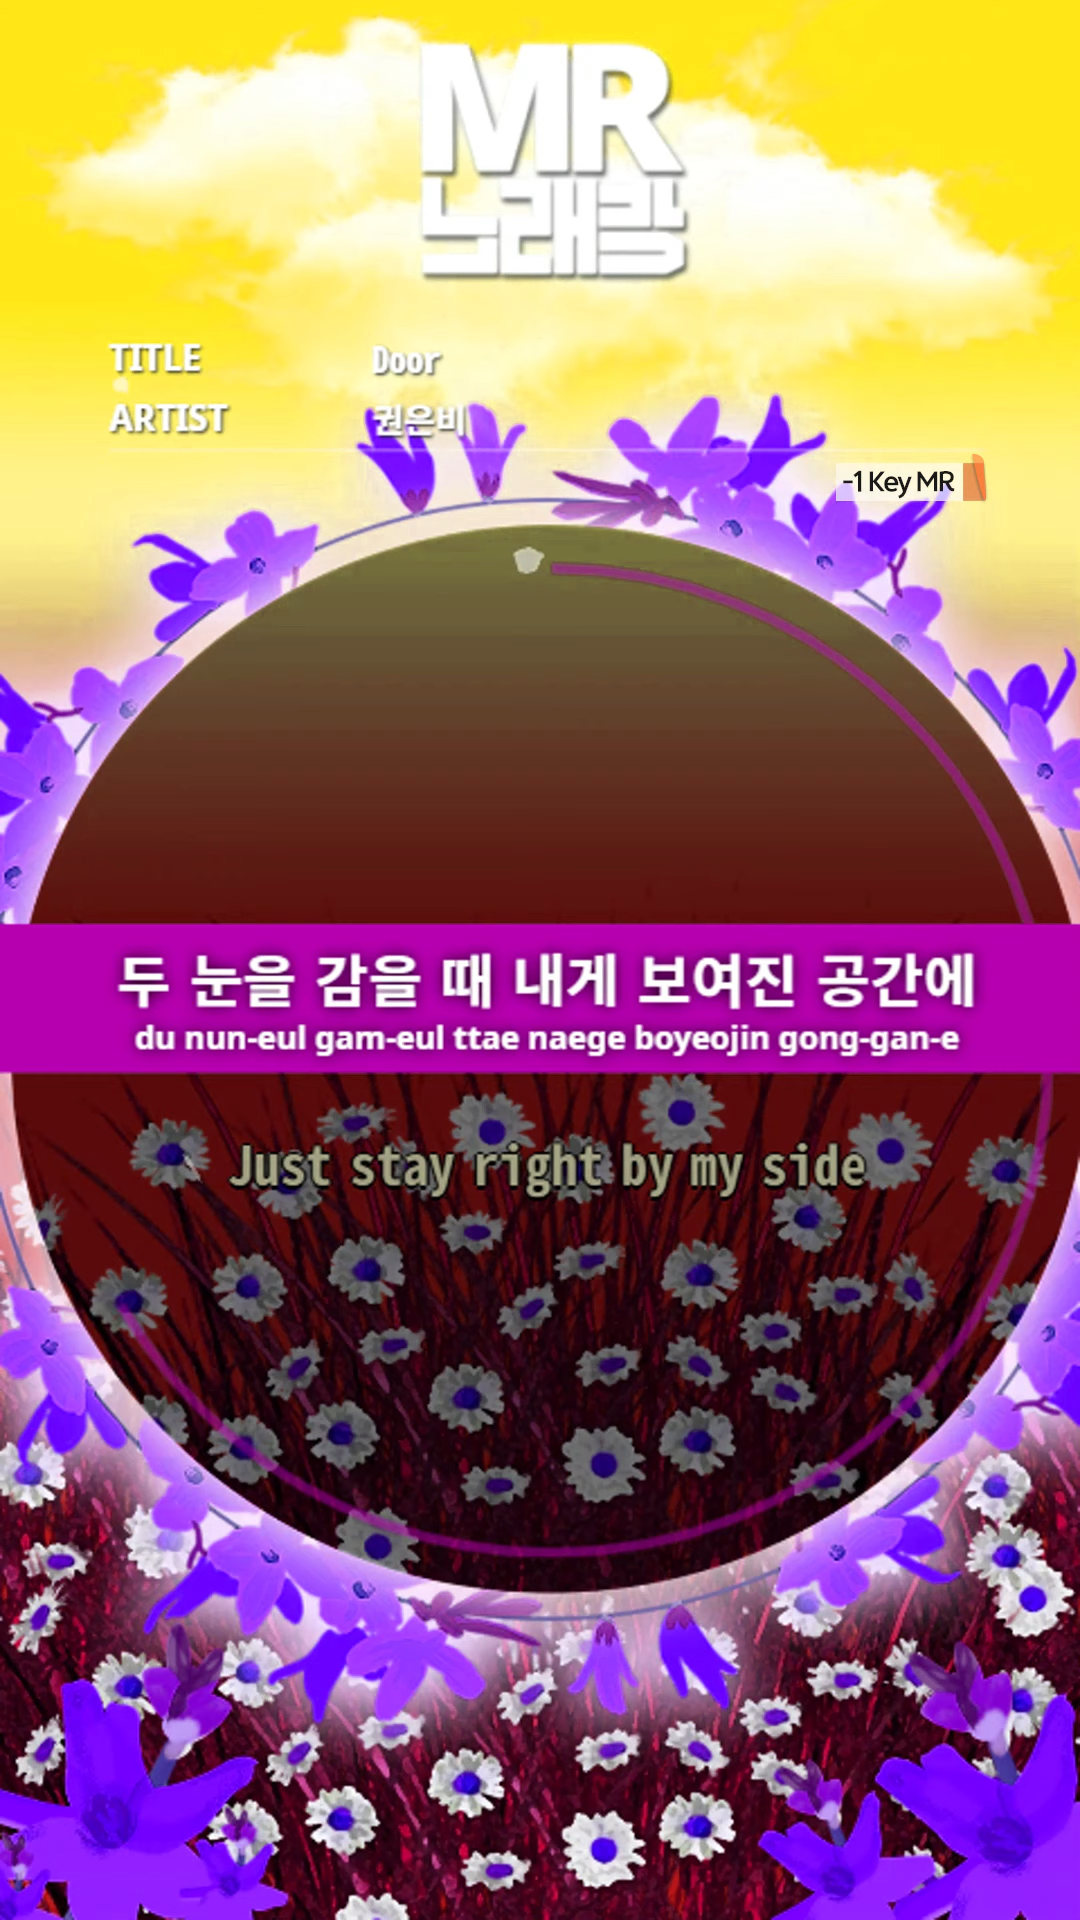 MR
노래킹
TITLE Door
ARTIST 권은비
-1 Key MR
두 눈을 감을 때 내게 보여진 공간에
du nun-eul gam-eul ttae naege boyeojin gong-gan-e
Just stay right by my side